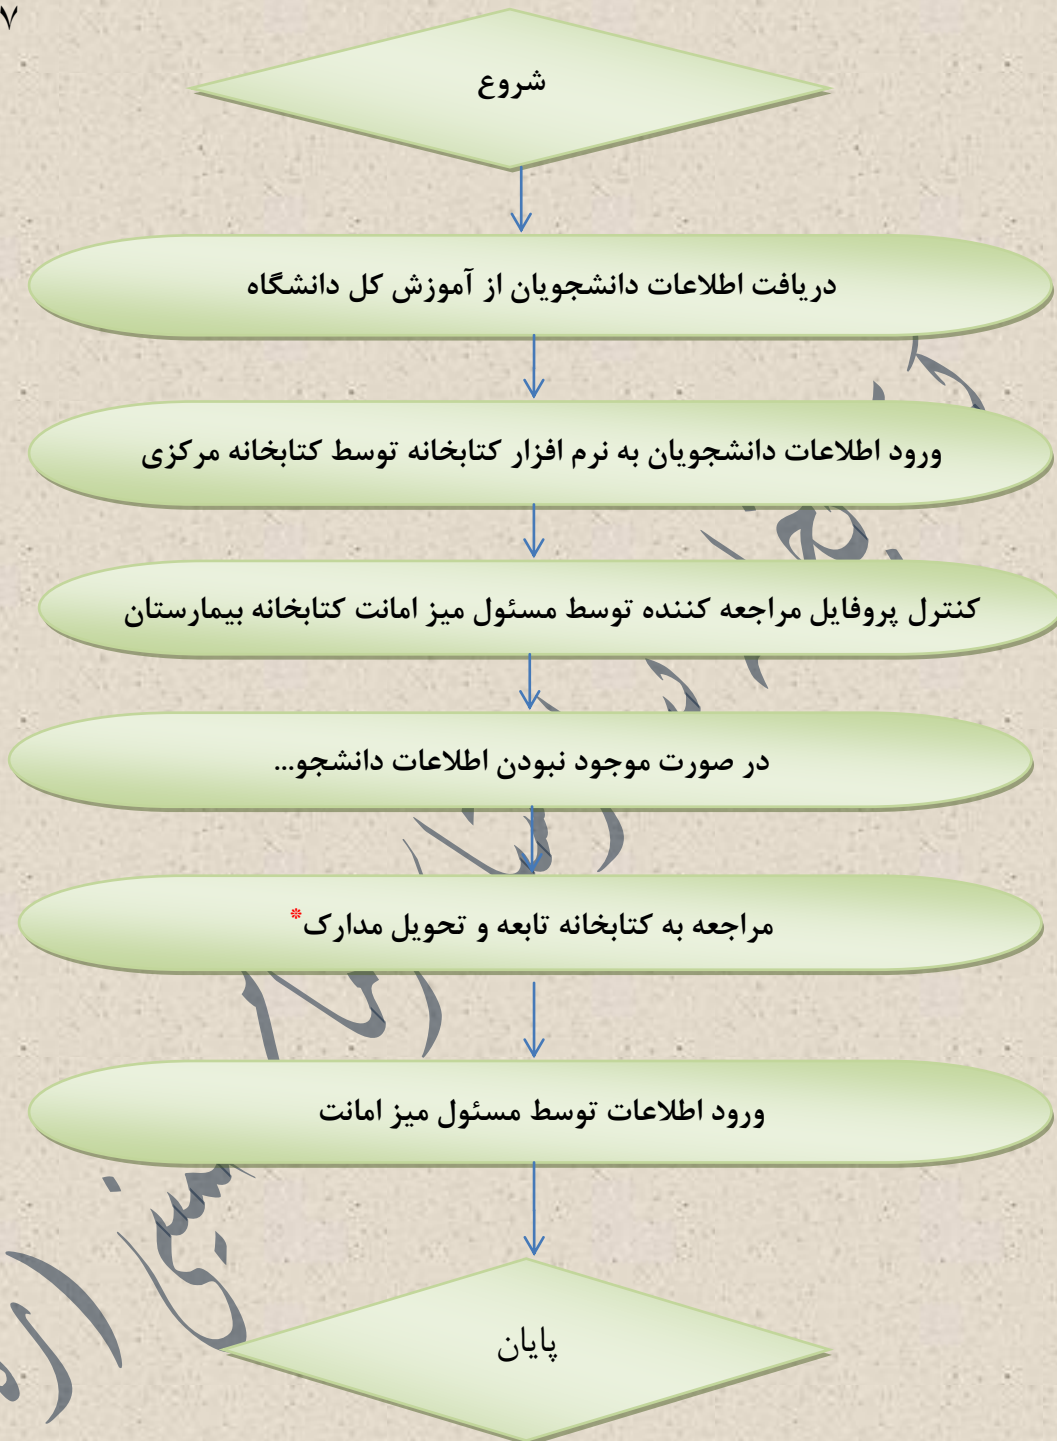 ۷
شروع
دریافت اطلاعات دانشجویان از آموزش کل دانشگاه
ورود اطلاعات دانشجویان به نرم افزار کتابخانه توسط کتابخانه مرکزی
کنترل پروفایل مراجعه کننده توسط مسئول میز امانت کتابخانه بیمارستان
در صورت موجود نبودن اطلاعات دانشجو...
مراجعه به کتابخانه تابعه و تحویل مدارک*
ورود اطلاعات توسط مسئول میز امانت
پایان